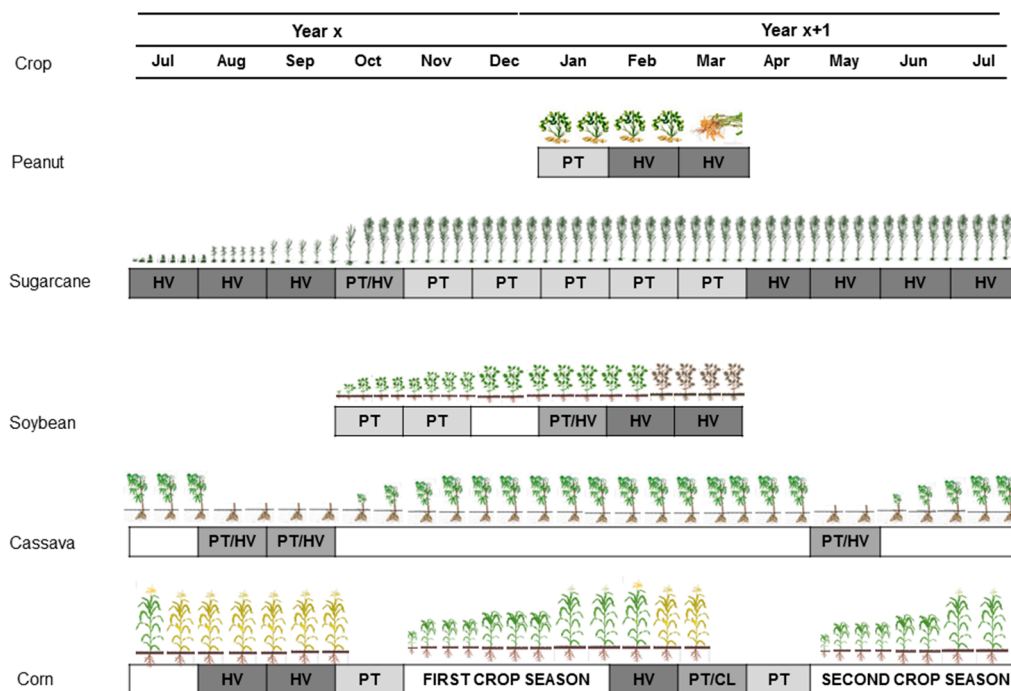 Year x Year x+1
Crop Jul Aug Sep Oct Nov Dec Jan Feb Mar Apr May Jun Jul
Peanut PT HV HV
Sugarcane HV HV HV PT/HV PT PT PT PT PT HV HV HV HV
Soybean PT PT PT/HV HV HV
Cassava PT/HV PT/HV PT/HV
Corn HV HV PT FIRST CROP SEASON HV PT/CL PT SECOND CROP SEASON